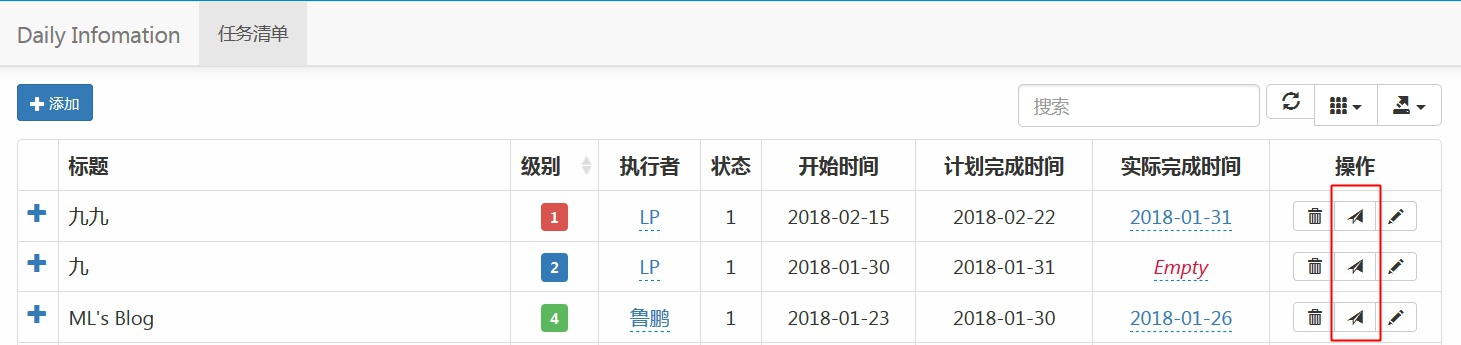 Daily Infomation 任务清单
添加 搜索
标题 级别 执行者 状态 开始时间 计划完成时间 实际完成时间 操作
九九 1 LP 1 2018-02-15 2018-02-22 2018-01-31
九 2 LP 1 2018-01-30 2018-01-31 Empty
ML's Blog 4 鲁鹏 1 2018-01-23 2018-01-30 2018-01-26